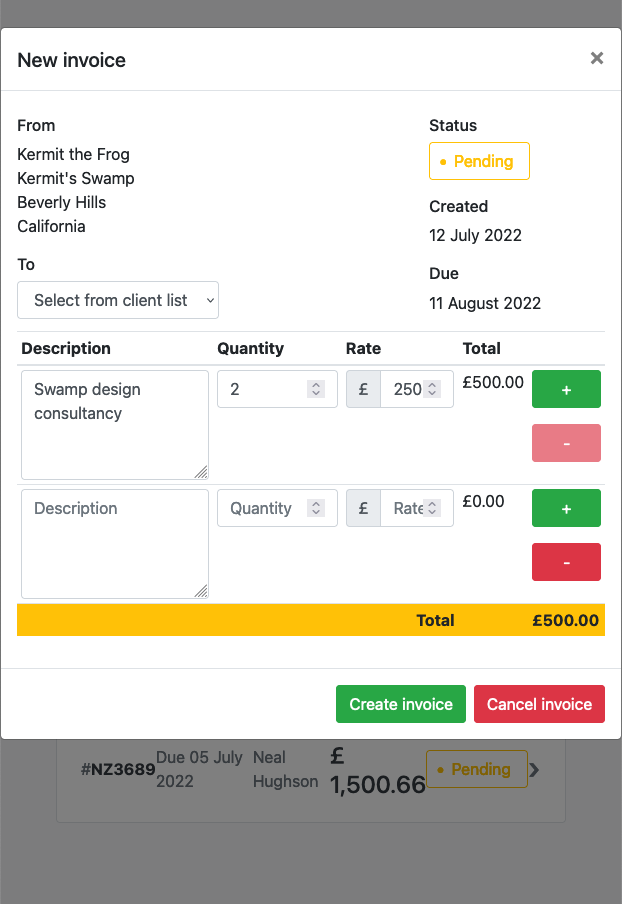 New invoice ×
From
Kermit the Frog
Kermit's Swamp
Beverly Hills
California
To
Select from client list
Status
• Pending
Created
12 July 2022
Due
11 August 2022
Description Quantity Rate Total
Swamp design 2 £ 250 £500.00 +
consultancy
-
Description Quantity £ Rate £0.00 +
-
Total £500.00
Create invoice Cancel invoice
#NZ3689 Due 05 July 2022 Neal Hughson £ 1,500.66 • Pending